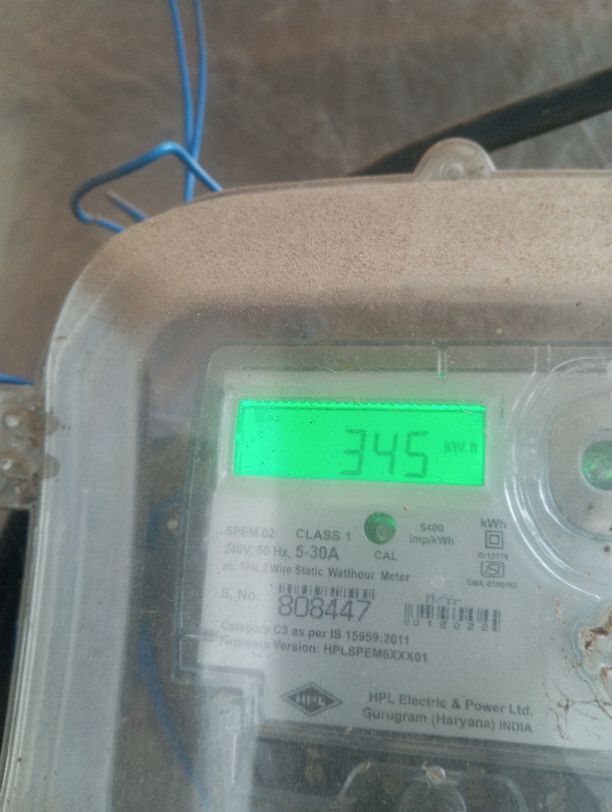 345 kWh
SPEM 02 CLASS 1 6400 imp/kWh kWh
240V, 50 Hz, 5-30A CAL
ac, 1Ph, 2 Wire Static Watthour Meter
S. No. 808447
Category C3 as per IS 15959:2011
Firmware Version: HPLSPEM6XXX01
HPL HPL Electric & Power Ltd.
Gurugram (Haryana) INDIA